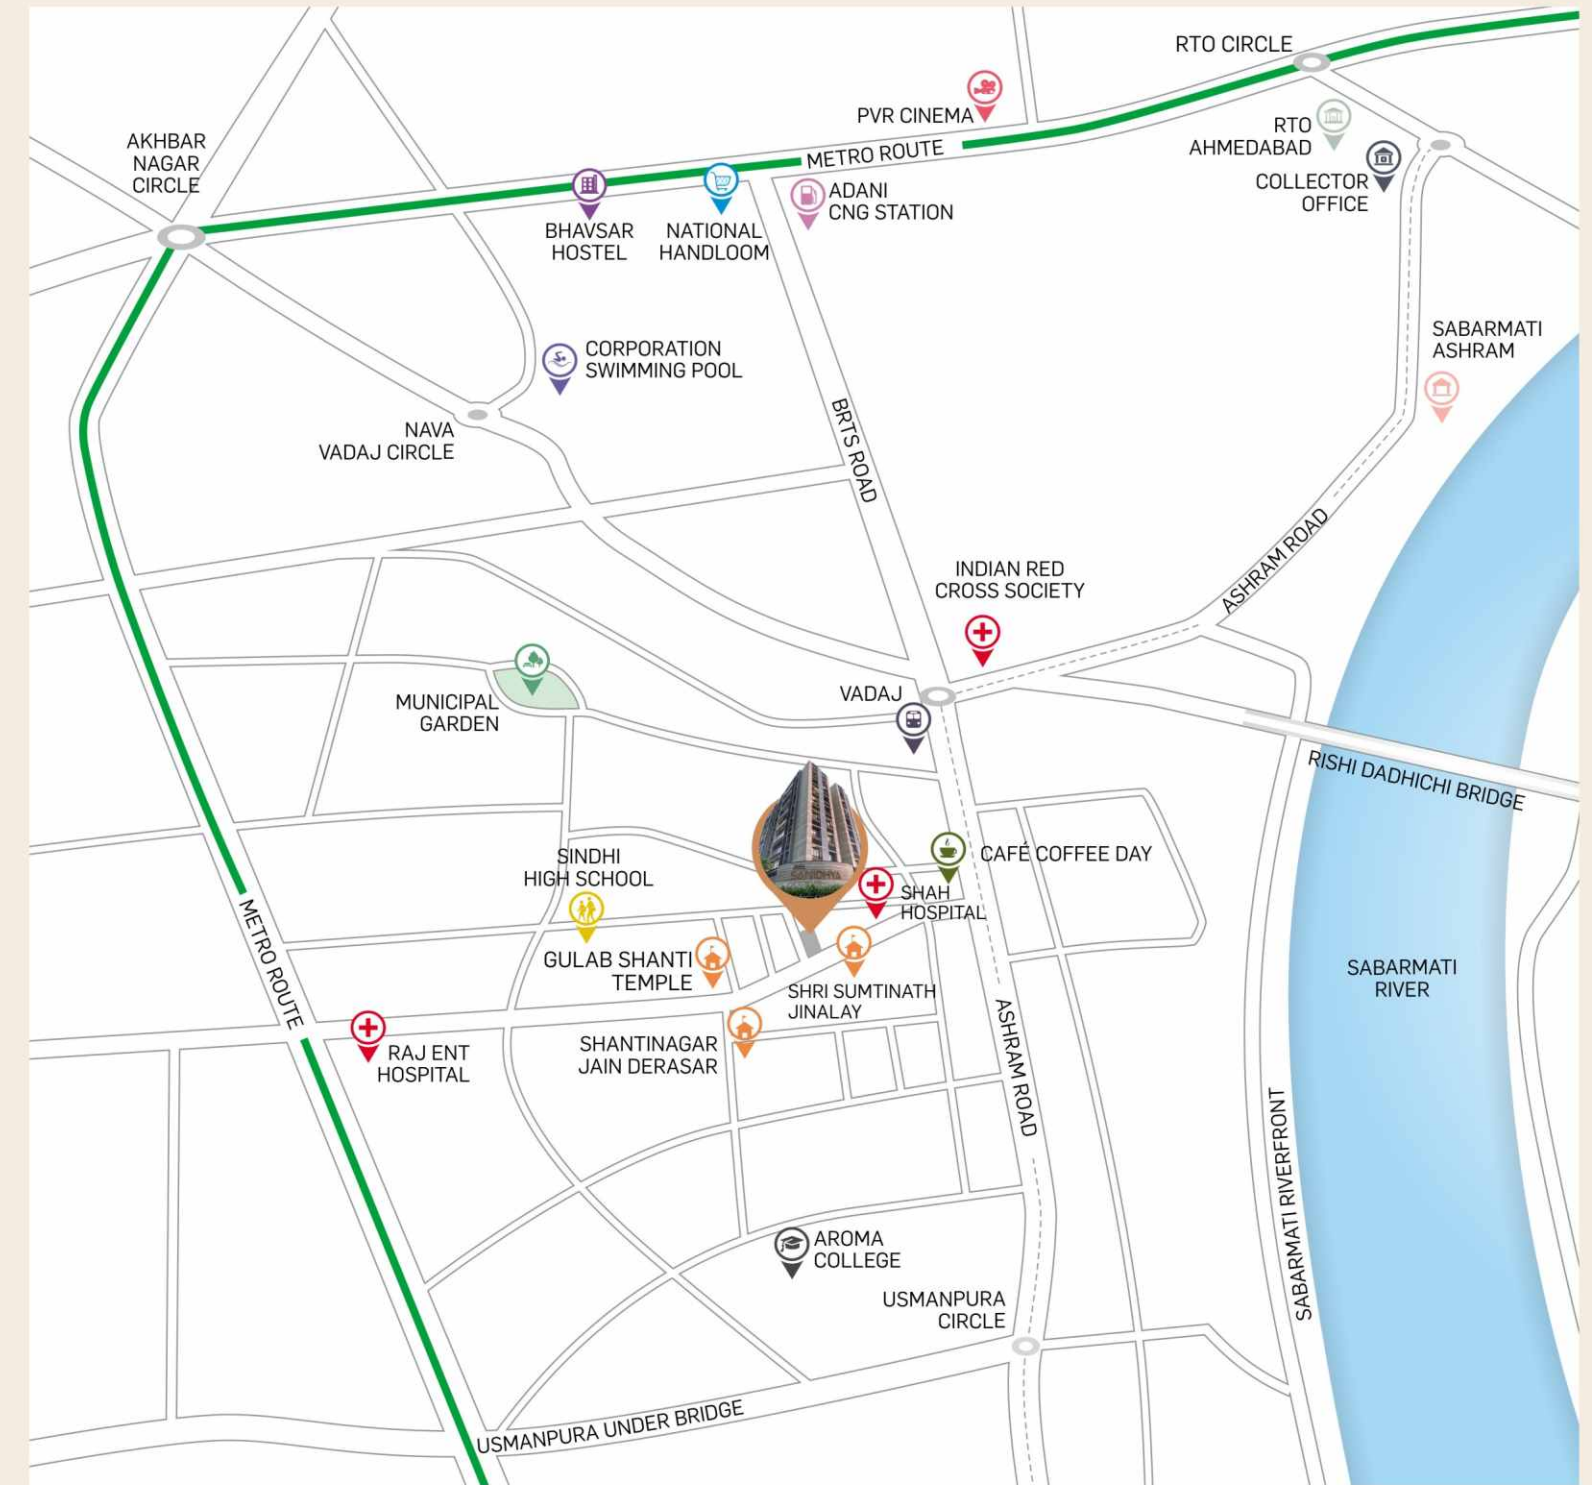 RTO CIRCLE
PVR CINEMA
RTO
AHMEDABAD
AKHBAR
NAGAR
CIRCLE
METRO ROUTE
COLLECTOR
OFFICE
ADANI
CNG STATION
BHAVSAR
HOSTEL
NATIONAL
HANDLOOM
SABARMATI
ASHRAM
CORPORATION
SWIMMING POOL
NAVA
VADAJ CIRCLE
BRTS ROAD
ASHRAM ROAD
INDIAN RED
CROSS SOCIETY
VADAJ
MUNICIPAL
GARDEN
RISHI DADHICHI BRIDGE
SINDHI
HIGH SCHOOL
SANIDHYA
CAFÉ COFFEE DAY
SHAH
HOSPITAL
METRO ROUTE
GULAB SHANTI
TEMPLE
SHRI SUMTINATH
JINALAY
SABARMATI
RIVER
SHANTINAGAR
JAIN DERASAR
RAJ ENT
HOSPITAL
ASHRAM ROAD
SABARMATI RIVERFRONT
AROMA
COLLEGE
USMANPURA
CIRCLE
USMANPURA UNDER BRIDGE